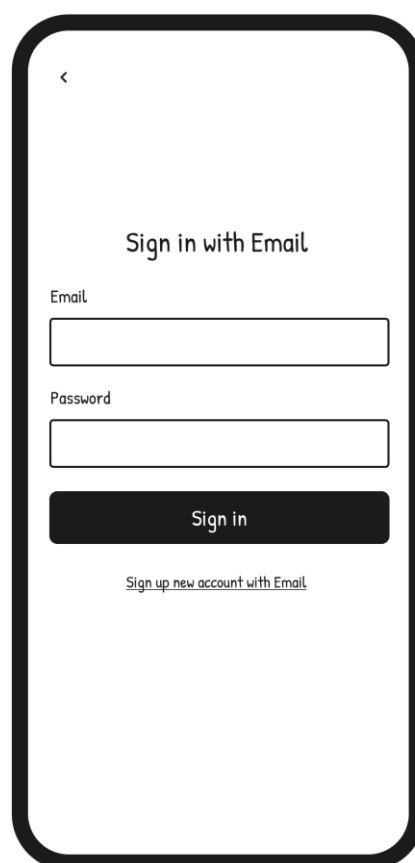 Sign in with Email
Email
Password
Sign in
Sign up new account with Email